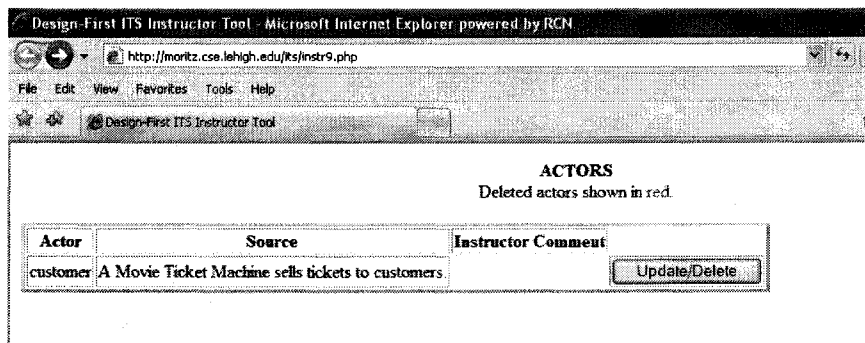 Design-First ITS Instructor Tool - Microsoft Internet Explorer powered by RCN
http://moritz.cse.lehigh.edu/its/instr9.php
File Edit View Favorites Tools Help
Design-First ITS Instructor Tool
ACTORS
Deleted actors shown in red.
Actor Source Instructor Comment
customer A Movie Ticket Machine sells tickets to customers. Update/Delete